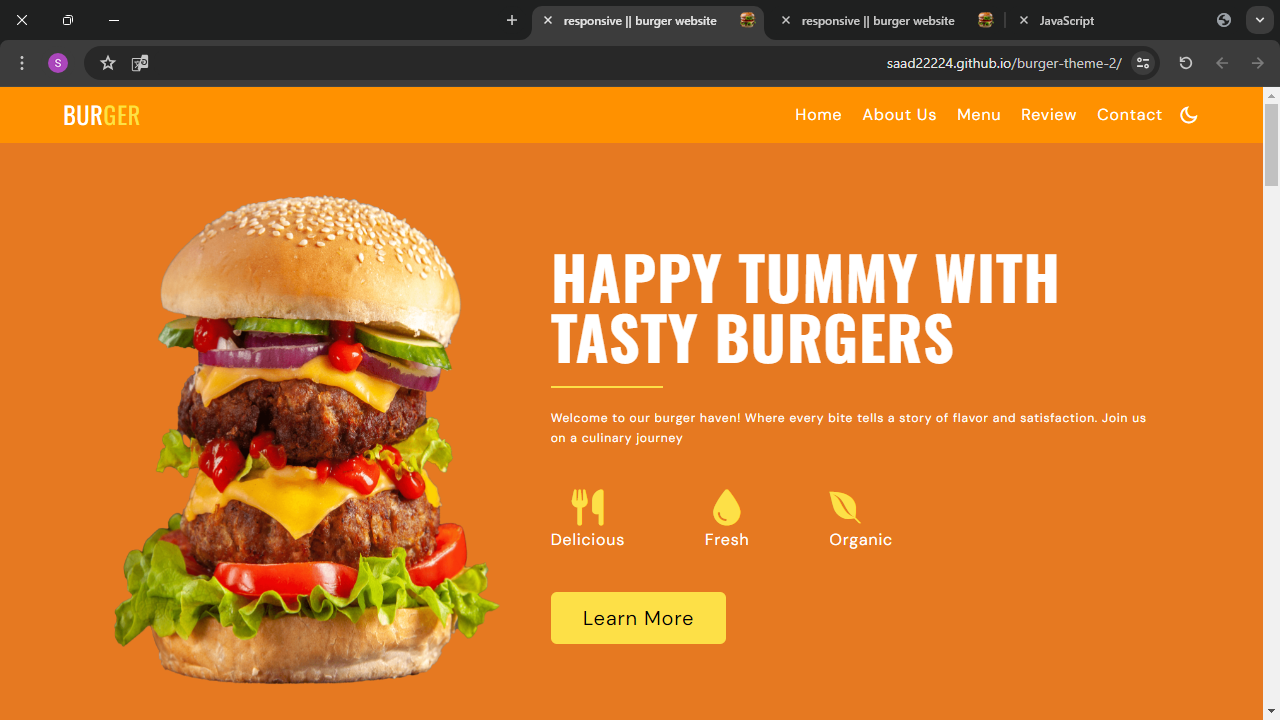 responsive || burger website
responsive || burger website
JavaScript
S
saad22224.github.io/burger-theme-2/
BURGER
Home About Us Menu Review Contact
HAPPY TUMMY WITH
TASTY BURGERS
Welcome to our burger haven! Where every bite tells a story of flavor and satisfaction. Join us
on a culinary journey
Delicious Fresh Organic
Learn More